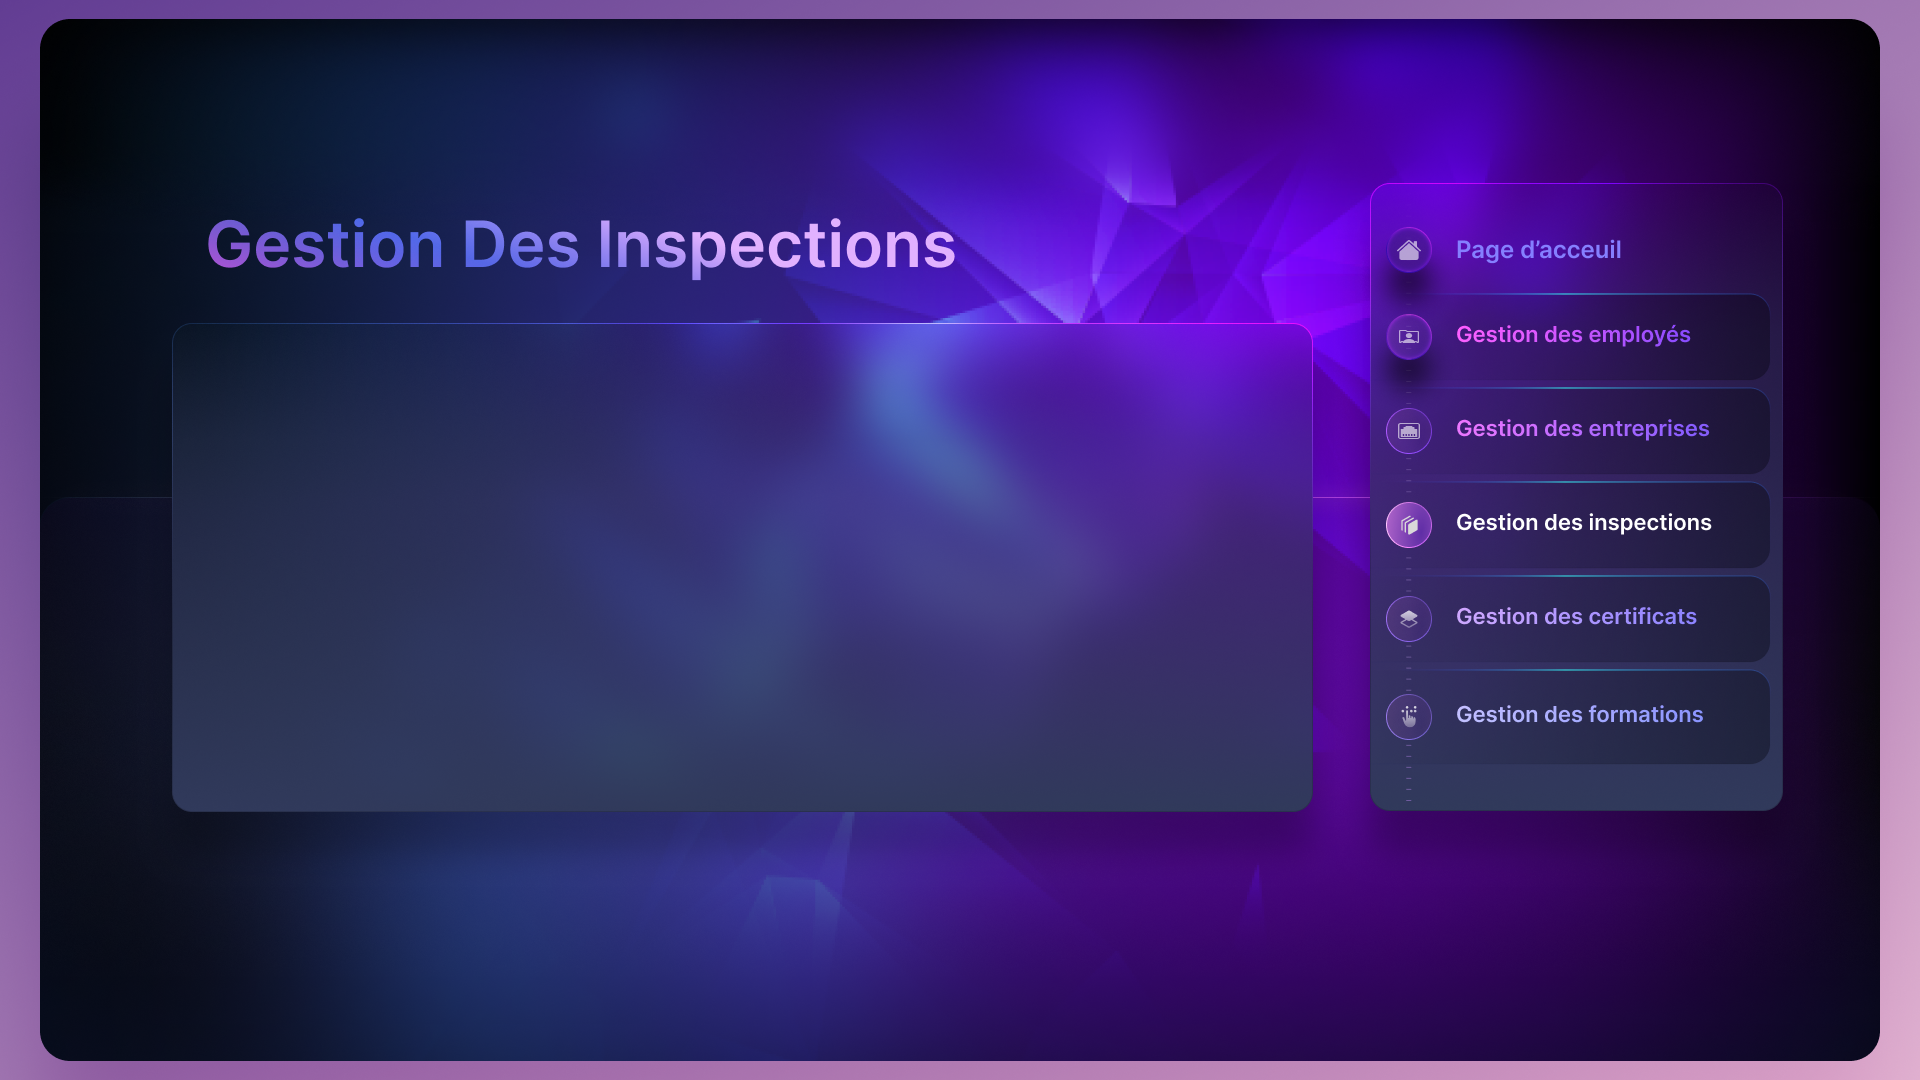 Gestion Des Inspections
Page d’acceuil
Gestion des employés
Gestion des entreprises
Gestion des inspections
Gestion des certificats
Gestion des formations